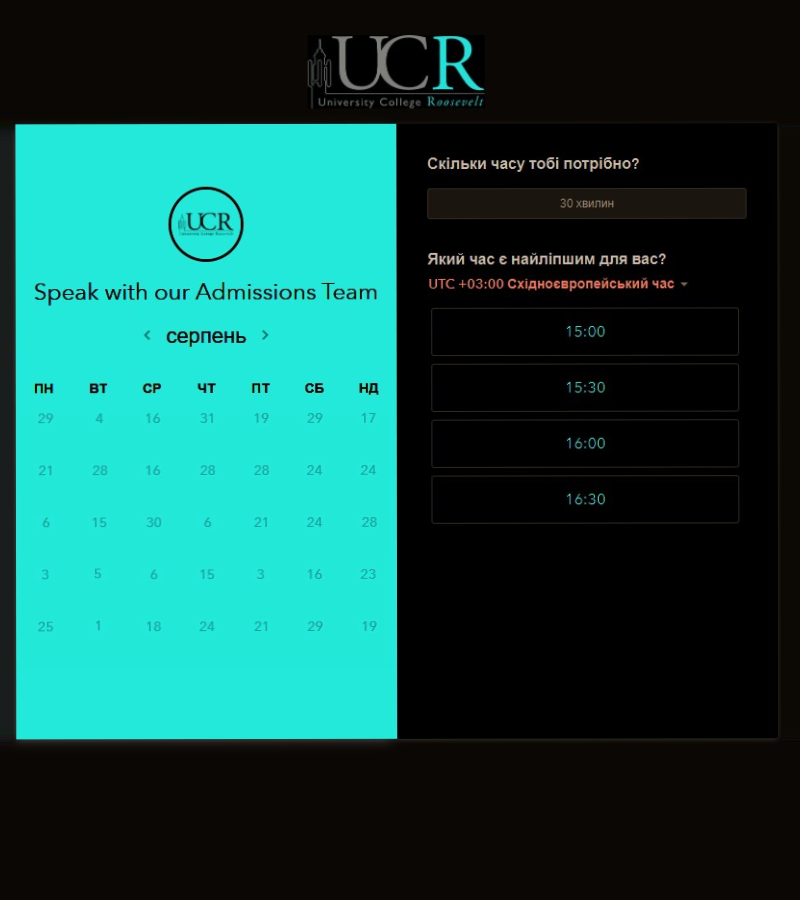 UCR
University College Roosevelt
UCR
University College Roosevelt
Speak with our Admissions Team
серпень
ПН ВТ СР ЧТ ПТ СБ НД
29 4 16 31 19 29 17
21 28 16 28 28 24 24
6 15 30 6 21 24 28
3 5 6 15 3 16 23
25 1 18 24 21 29 19
Скільки часу тобі потрібно?
30 хвилин
Який час є найліпшим для вас?
UTC +03:00 Східноєвропейський час
15:00
15:30
16:00
16:30